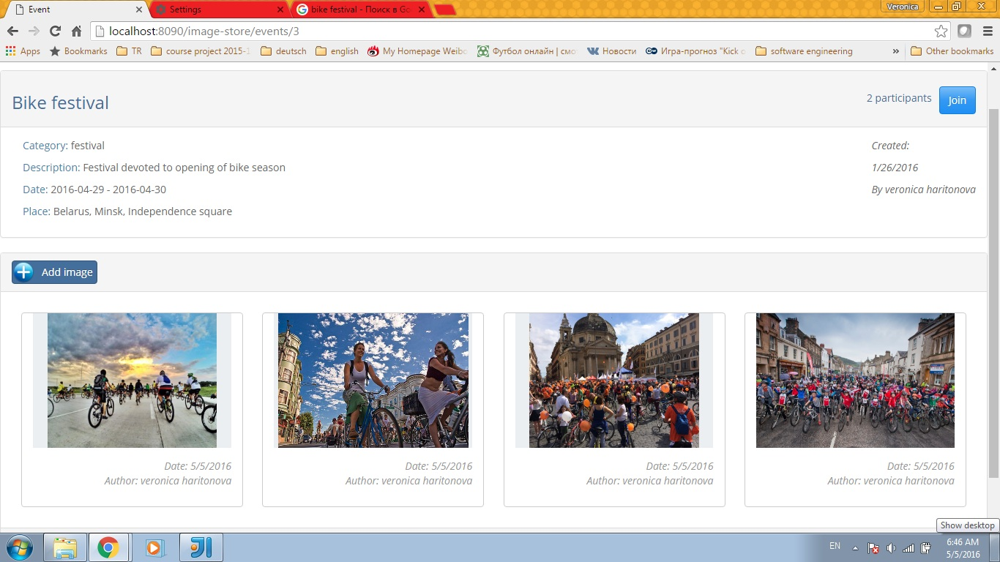 Event
Settings
bike festival - Поиск в Go
Veronica
localhost:8090/image-store/events/3
Apps
Bookmarks
TR
course project 2015-1
deutsch
english
My Homepage Weibo
Футбол онлайн | смо
Новости
Игра-прогноз "Kick o
software engineering
»
Other bookmarks
Bike festival
2 participants
Join
Category: festival
Description: Festival devoted to opening of bike season
Date: 2016-04-29 - 2016-04-30
Place: Belarus, Minsk, Independence square
Created:
1/26/2016
By veronica haritonova
Add image
Date: 5/5/2016
Author: veronica haritonova
Date: 5/5/2016
Author: veronica haritonova
Date: 5/5/2016
Author: veronica haritonova
Date: 5/5/2016
Author: veronica haritonova
Show desktop
EN
6:46 AM
5/5/2016